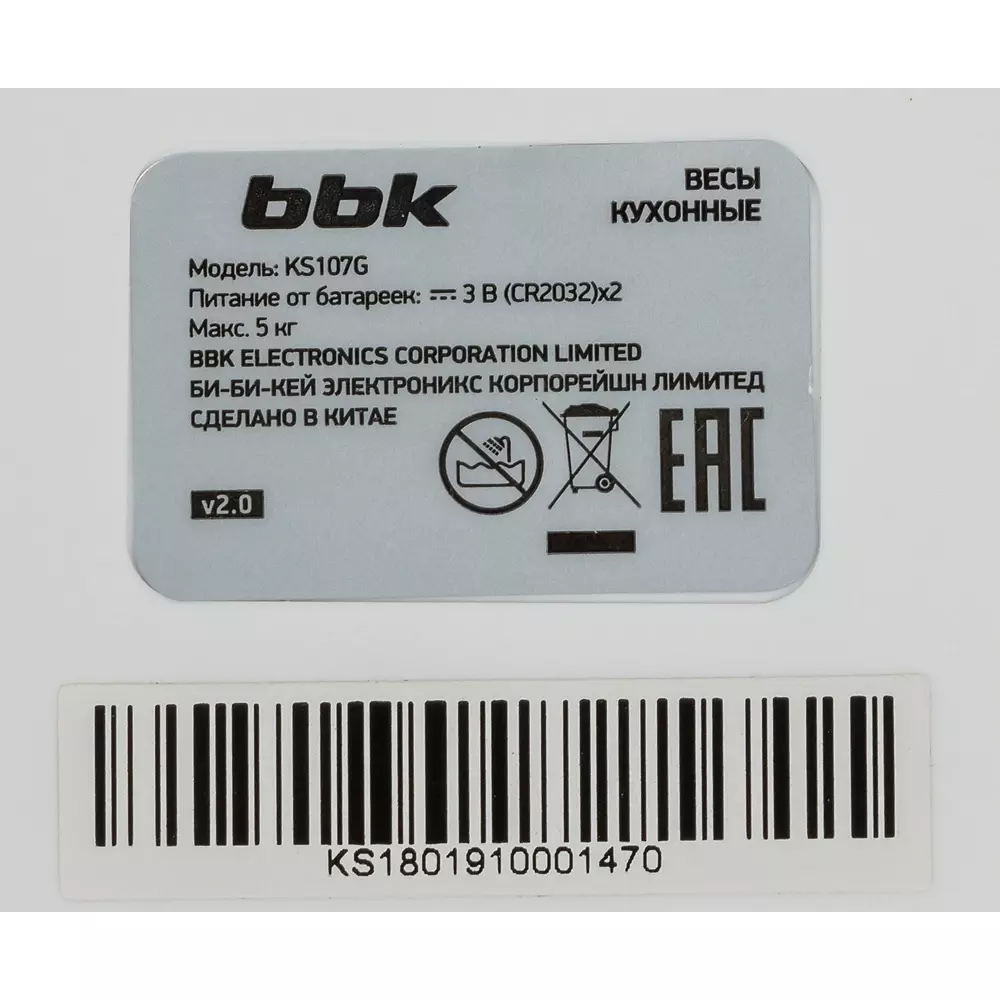 bbk
ВЕСЫ
КУХОННЫЕ
Модель: KS107G
Питание от батареек: ⎓ 3 В (CR2032)x2
Макс. 5 кг
BBK ELECTRONICS CORPORATION LIMITED
БИ-БИ-КЕЙ ЭЛЕКТРОНИКС КОРПОРЕЙШН ЛИМИТЕД
СДЕЛАНО В КИТАЕ
EAC
v2.0
KS1801910001470